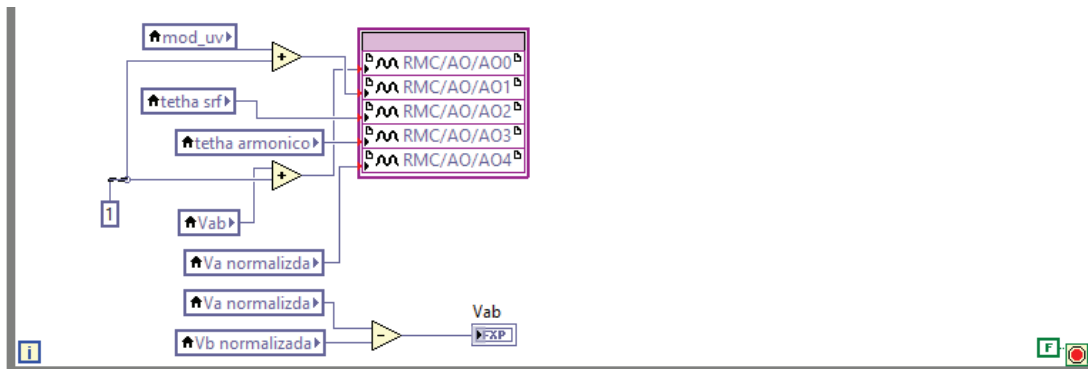 mod_uv
RMC/AO/AO0
RMC/AO/AO1
tetha srf
RMC/AO/AO2
tetha armonico
RMC/AO/AO3
RMC/AO/AO4
+
+
1
Vab
Va normalizda
Va normalizda
Vab
-
FXP
Vb normalizada
i
F